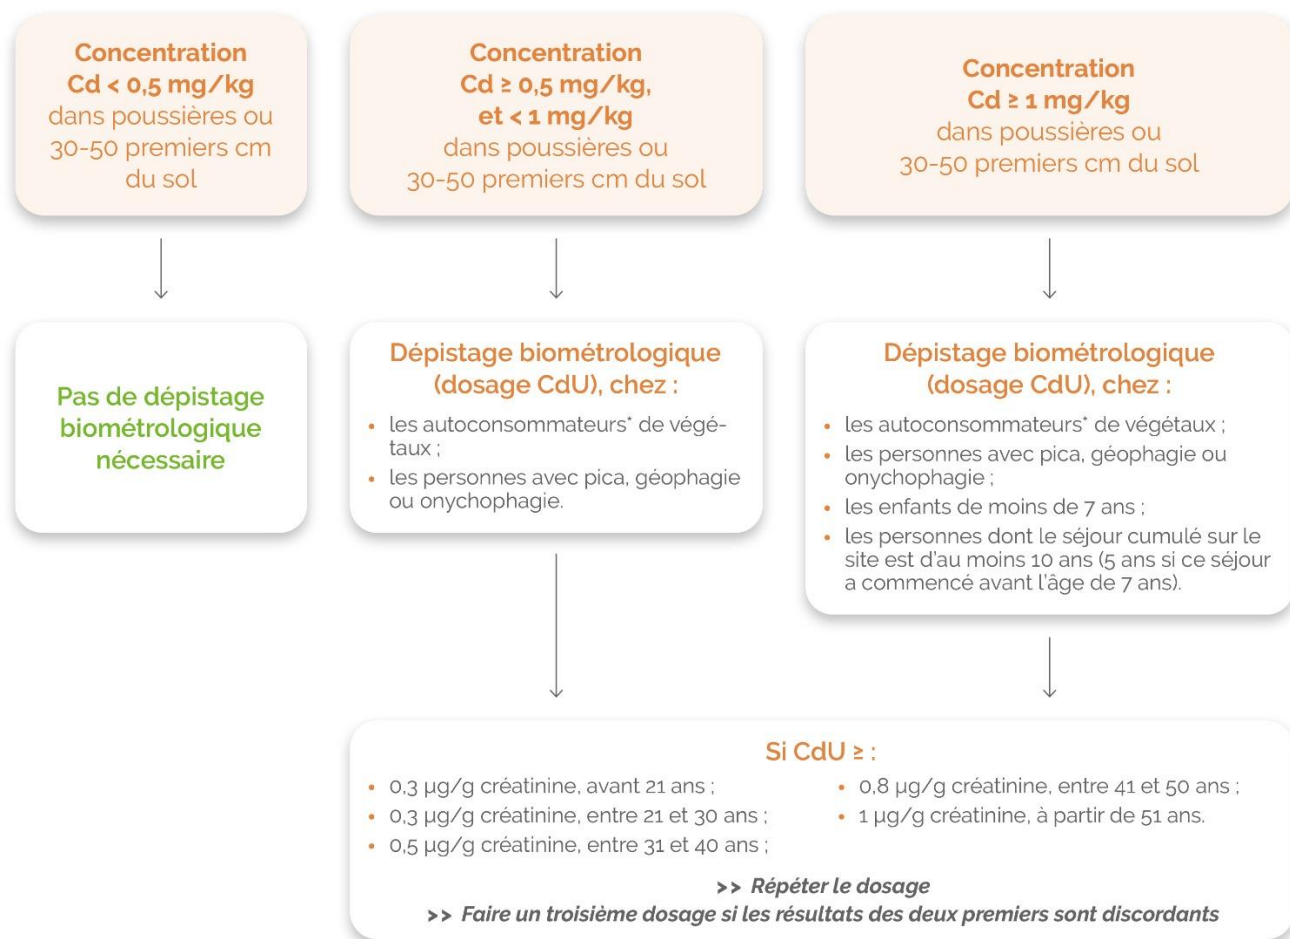 Concentration
Cd < 0,5 mg/kg
dans poussières ou
30-50 premiers cm
du sol
Concentration
Cd ≥ 0,5 mg/kg,
et < 1 mg/kg
dans poussières ou
30-50 premiers cm du sol
Concentration
Cd ≥ 1 mg/kg
dans poussières ou
30-50 premiers cm du sol
Pas de dépistage
biométrologique
nécessaire
Dépistage biométrologique
(dosage CdU), chez :
• les autoconsommateurs* de végé-
taux ;
• les personnes avec pica, géophagie
ou onychophagie.
Dépistage biométrologique
(dosage CdU), chez :
• les autoconsommateurs* de végétaux ;
• les personnes avec pica, géophagie ou
onychophagie ;
• les enfants de moins de 7 ans ;
• les personnes dont le séjour cumulé sur le
site est d'au moins 10 ans (5 ans si ce séjour
a commencé avant l'âge de 7 ans).
Si CdU ≥ :
• 0,3 µg/g créatinine, avant 21 ans ;
• 0,3 µg/g créatinine, entre 21 et 30 ans ;
• 0,5 µg/g créatinine, entre 31 et 40 ans ;
• 0,8 µg/g créatinine, entre 41 et 50 ans ;
• 1 µg/g créatinine, à partir de 51 ans.
>> Répéter le dosage
>> Faire un troisième dosage si les résultats des deux premiers sont discordants